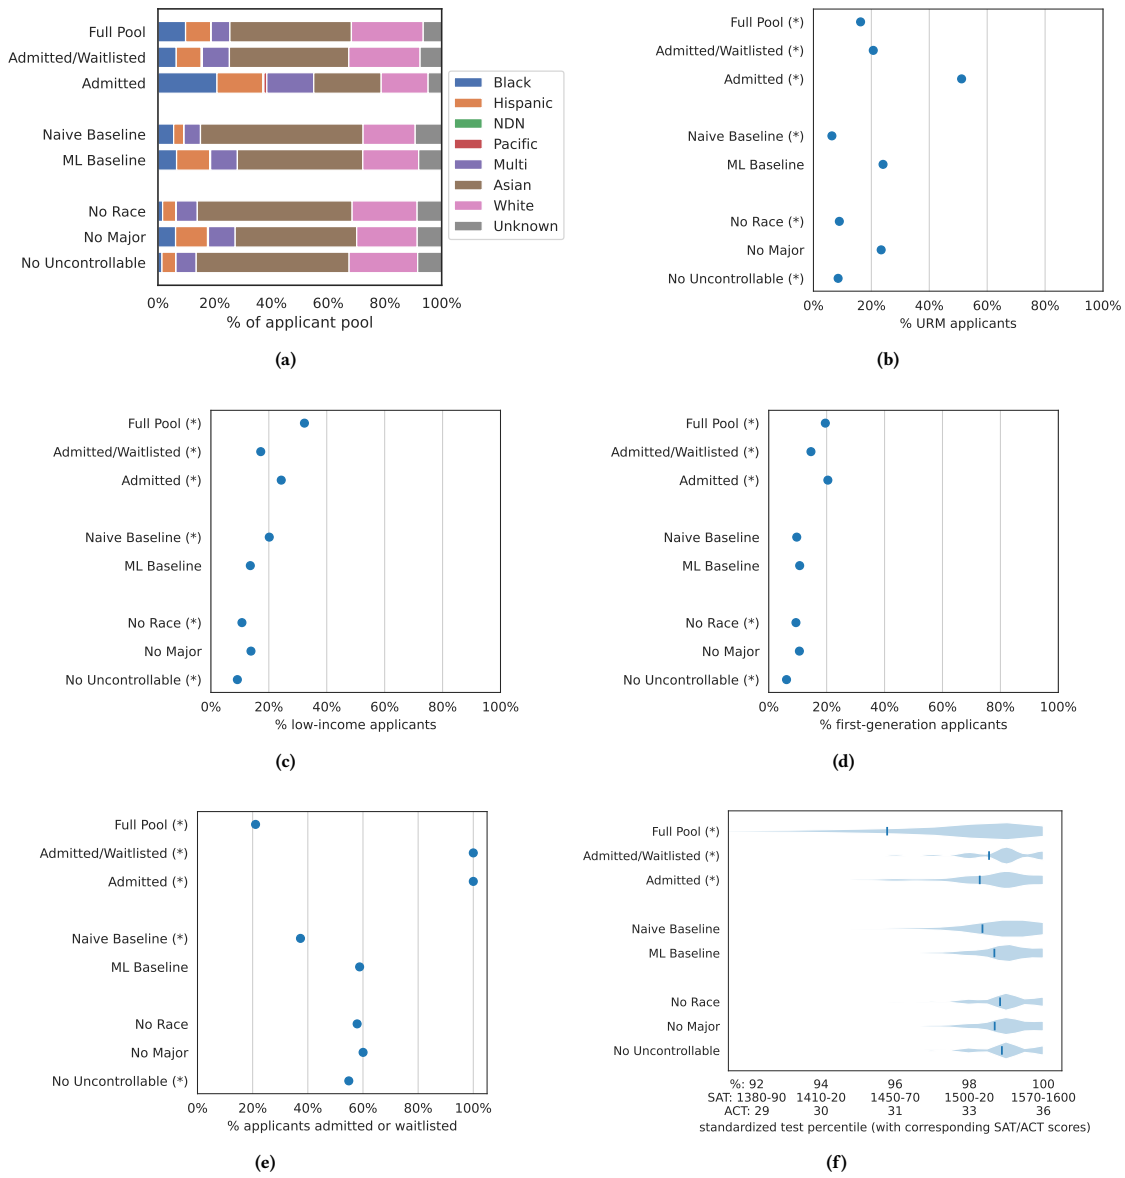 Full Pool
Admitted/Waitlisted
Admitted
Naive Baseline
ML Baseline
No Race
No Major
No Uncontrollable
0% 20% 40% 60% 80% 100%
% of applicant pool
Black
Hispanic
NDN
Pacific
Multi
Asian
White
Unknown
(a)
Full Pool (*)
Admitted/Waitlisted (*)
Admitted (*)
Naive Baseline (*)
ML Baseline
No Race (*)
No Major
No Uncontrollable (*)
0% 20% 40% 60% 80% 100%
% URM applicants
(b)
Full Pool (*)
Admitted/Waitlisted (*)
Admitted (*)
Naive Baseline (*)
ML Baseline
No Race (*)
No Major
No Uncontrollable (*)
0% 20% 40% 60% 80% 100%
% low-income applicants
(c)
Full Pool (*)
Admitted/Waitlisted (*)
Admitted (*)
Naive Baseline
ML Baseline
No Race (*)
No Major
No Uncontrollable (*)
0% 20% 40% 60% 80% 100%
% first-generation applicants
(d)
Full Pool (*)
Admitted/Waitlisted (*)
Admitted (*)
Naive Baseline (*)
ML Baseline
No Race
No Major
No Uncontrollable (*)
0% 20% 40% 60% 80% 100%
% applicants admitted or waitlisted
(e)
Full Pool (*)
Admitted/Waitlisted (*)
Admitted (*)
Naive Baseline
ML Baseline
No Race
No Major
No Uncontrollable
%: 92 94 96 98 100
SAT: 1380-90 1410-20 1450-70 1500-20 1570-1600
ACT: 29 30 31 33 36
standardized test percentile (with corresponding SAT/ACT scores)
(f)